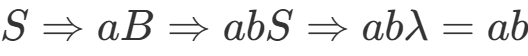 S ⇒ aB ⇒ abS ⇒ abλ = ab